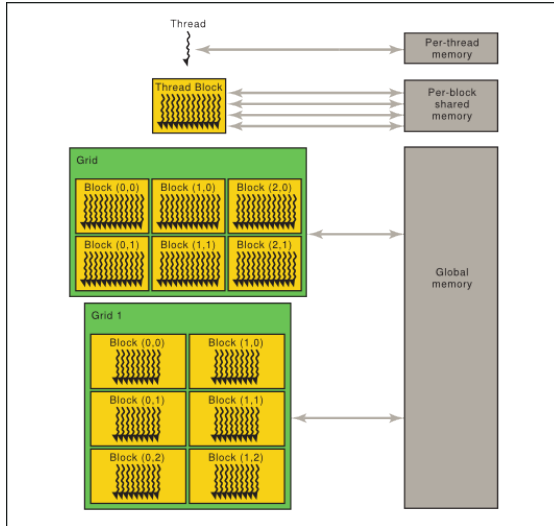 Thread
Per-thread
memory
Thread Block
Per-block
shared
memory
Grid
Block (0,0) Block (1,0) Block (2,0)
Block (0,1) Block (1,1) Block (2,1)
Global
memory
Grid 1
Block (0,0) Block (1,0)
Block (0,1) Block (1,1)
Block (0,2) Block (1,2)